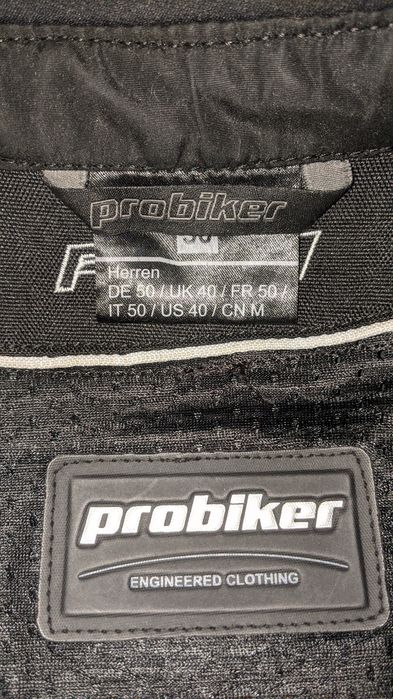 probiker
50
Herren
DE 50 / UK 40 / FR 50 /
IT 50 / US 40 / CN M
probiker
ENGINEERED CLOTHING